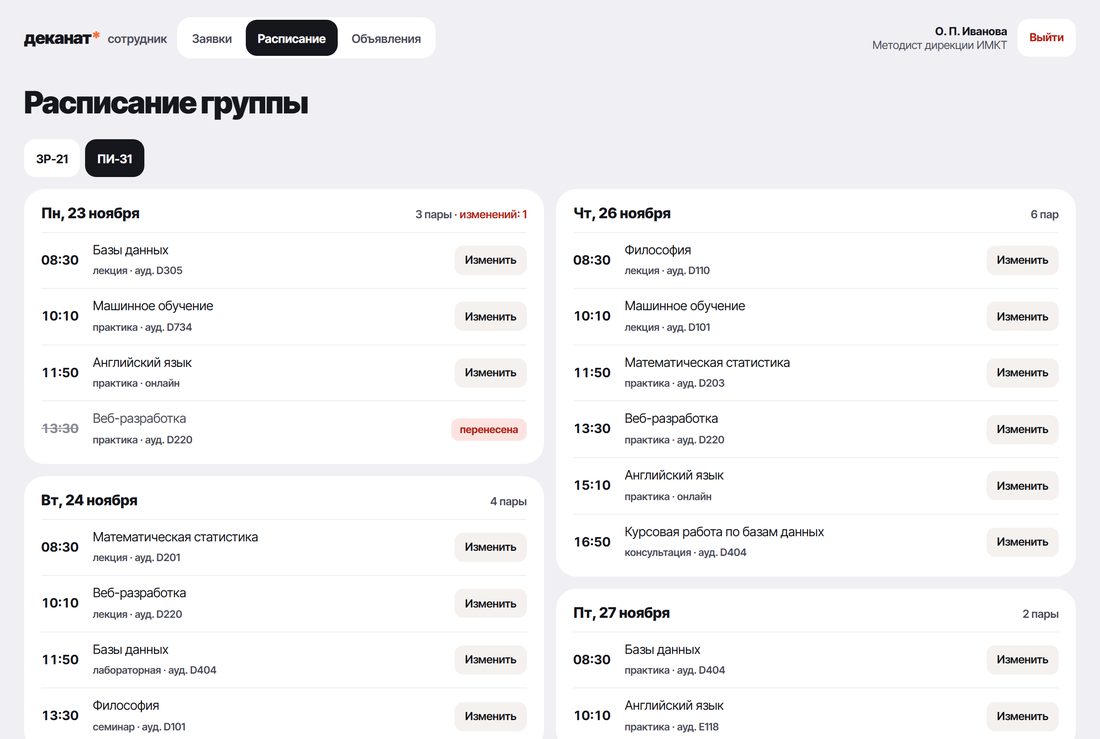 деканат* сотрудник Заявки Расписание Объявления
О. П. Иванова
Методист дирекции ИМКТ
Выйти
Расписание группы
ЗР-21 ПИ-31
Пн, 23 ноября 3 пары · изменений: 1
08:30 Базы данных Изменить
лекция · ауд. D305
10:10 Машинное обучение Изменить
практика · ауд. D734
11:50 Английский язык Изменить
практика · онлайн
13:30 Веб-разработка перенесена
практика · ауд. D220
Вт, 24 ноября 4 пары
08:30 Математическая статистика Изменить
лекция · ауд. D201
10:10 Веб-разработка Изменить
лекция · ауд. D220
11:50 Базы данных Изменить
лабораторная · ауд. D404
13:30 Философия Изменить
семинар · ауд. D101
Чт, 26 ноября 6 пар
08:30 Философия Изменить
лекция · ауд. D110
10:10 Машинное обучение Изменить
лекция · ауд. D101
11:50 Математическая статистика Изменить
практика · ауд. D203
13:30 Веб-разработка Изменить
практика · ауд. D220
15:10 Английский язык Изменить
практика · онлайн
16:50 Курсовая работа по базам данных Изменить
консультация · ауд. D404
Пт, 27 ноября 2 пары
08:30 Базы данных Изменить
практика · ауд. D404
10:10 Английский язык Изменить
практика · ауд. E118